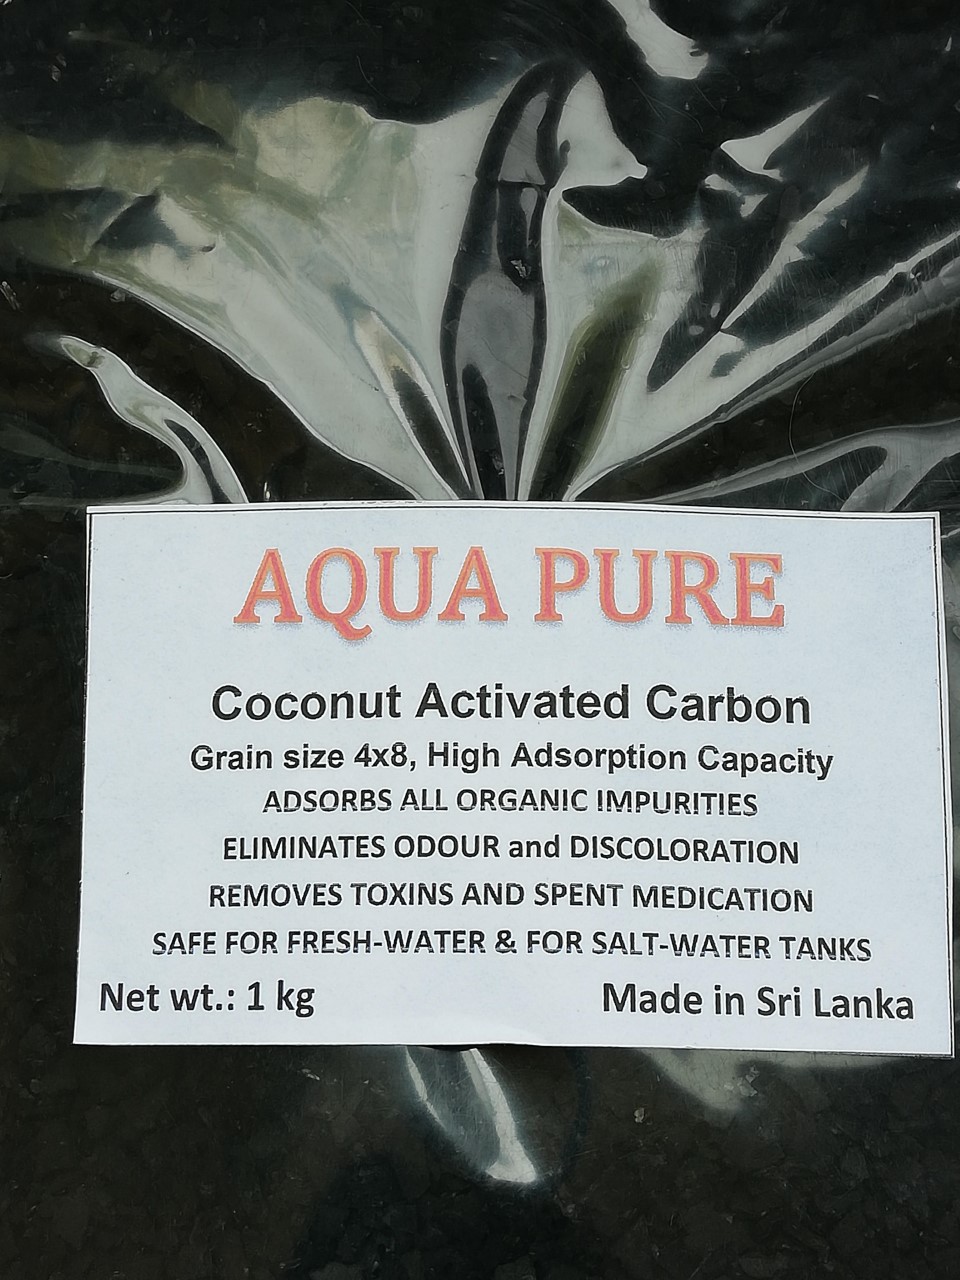 AQUA PURE
Coconut Activated Carbon
Grain size 4x8, High Adsorption Capacity
ADSORBS ALL ORGANIC IMPURITIES
ELIMINATES ODOUR and DISCOLORATION
REMOVES TOXINS AND SPENT MEDICATION
SAFE FOR FRESH-WATER & FOR SALT-WATER TANKS
Net wt.: 1 kg Made in Sri Lanka